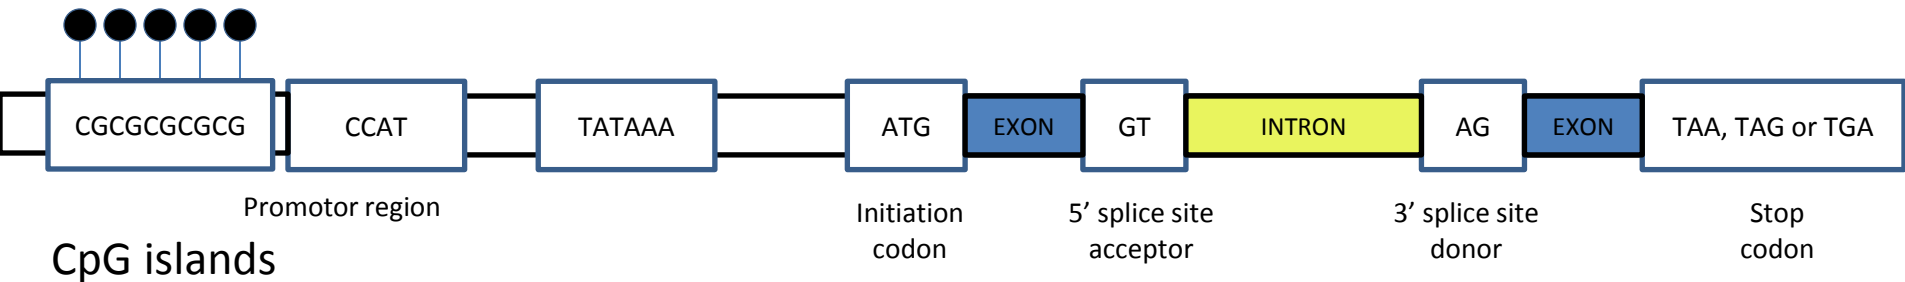 CGCGCGCGCG
CCAT
TATAAA
ATG
EXON
GT
INTRON
AG
EXON
TAA, TAG or TGA
Promotor region
Initiation
codon
5’ splice site
acceptor
3’ splice site
donor
Stop
codon
CpG islands